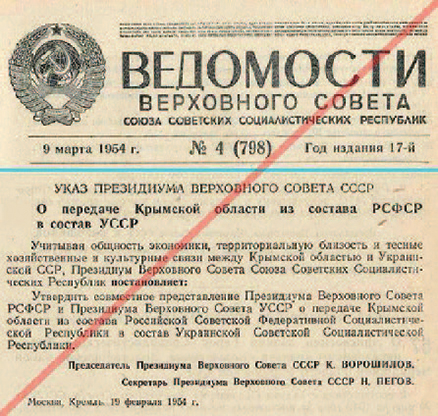 ВЕДОМОСТИ
ВЕРХОВНОГО СОВЕТА
СОЮЗА СОВЕТСКИХ СОЦИАЛИСТИЧЕСКИХ РЕСПУБЛИК
9 марта 1954 г. № 4 (798) Год издания 17-й
УКАЗ ПРЕЗИДИУМА ВЕРХОВНОГО СОВЕТА СССР
О передаче Крымской области из состава РСФСР
в состав УССР
Учитывая общность экономики, территориальную близость и тесные
хозяйственные и культурные связи между Крымской областью и Украин-
ской ССР, Президиум Верховного Совета Союза Советских Социалисти-
ческих Республик постановляет:
Утвердить совместное представление Президиума Верховного Совета
РСФСР и Президиума Верховного Совета УССР о передаче Крымской
области из состава Российской Советской Федеративной Социалистиче-
ской Республики в состав Украинской Советской Социалистической
Республики.
Председатель Президиума Верховного Совета СССР К. ВОРОШИЛОВ.
Секретарь Президиума Верховного Совета СССР Н. ПЕГОВ.
Москва, Кремль. 19 февраля 1954 г.